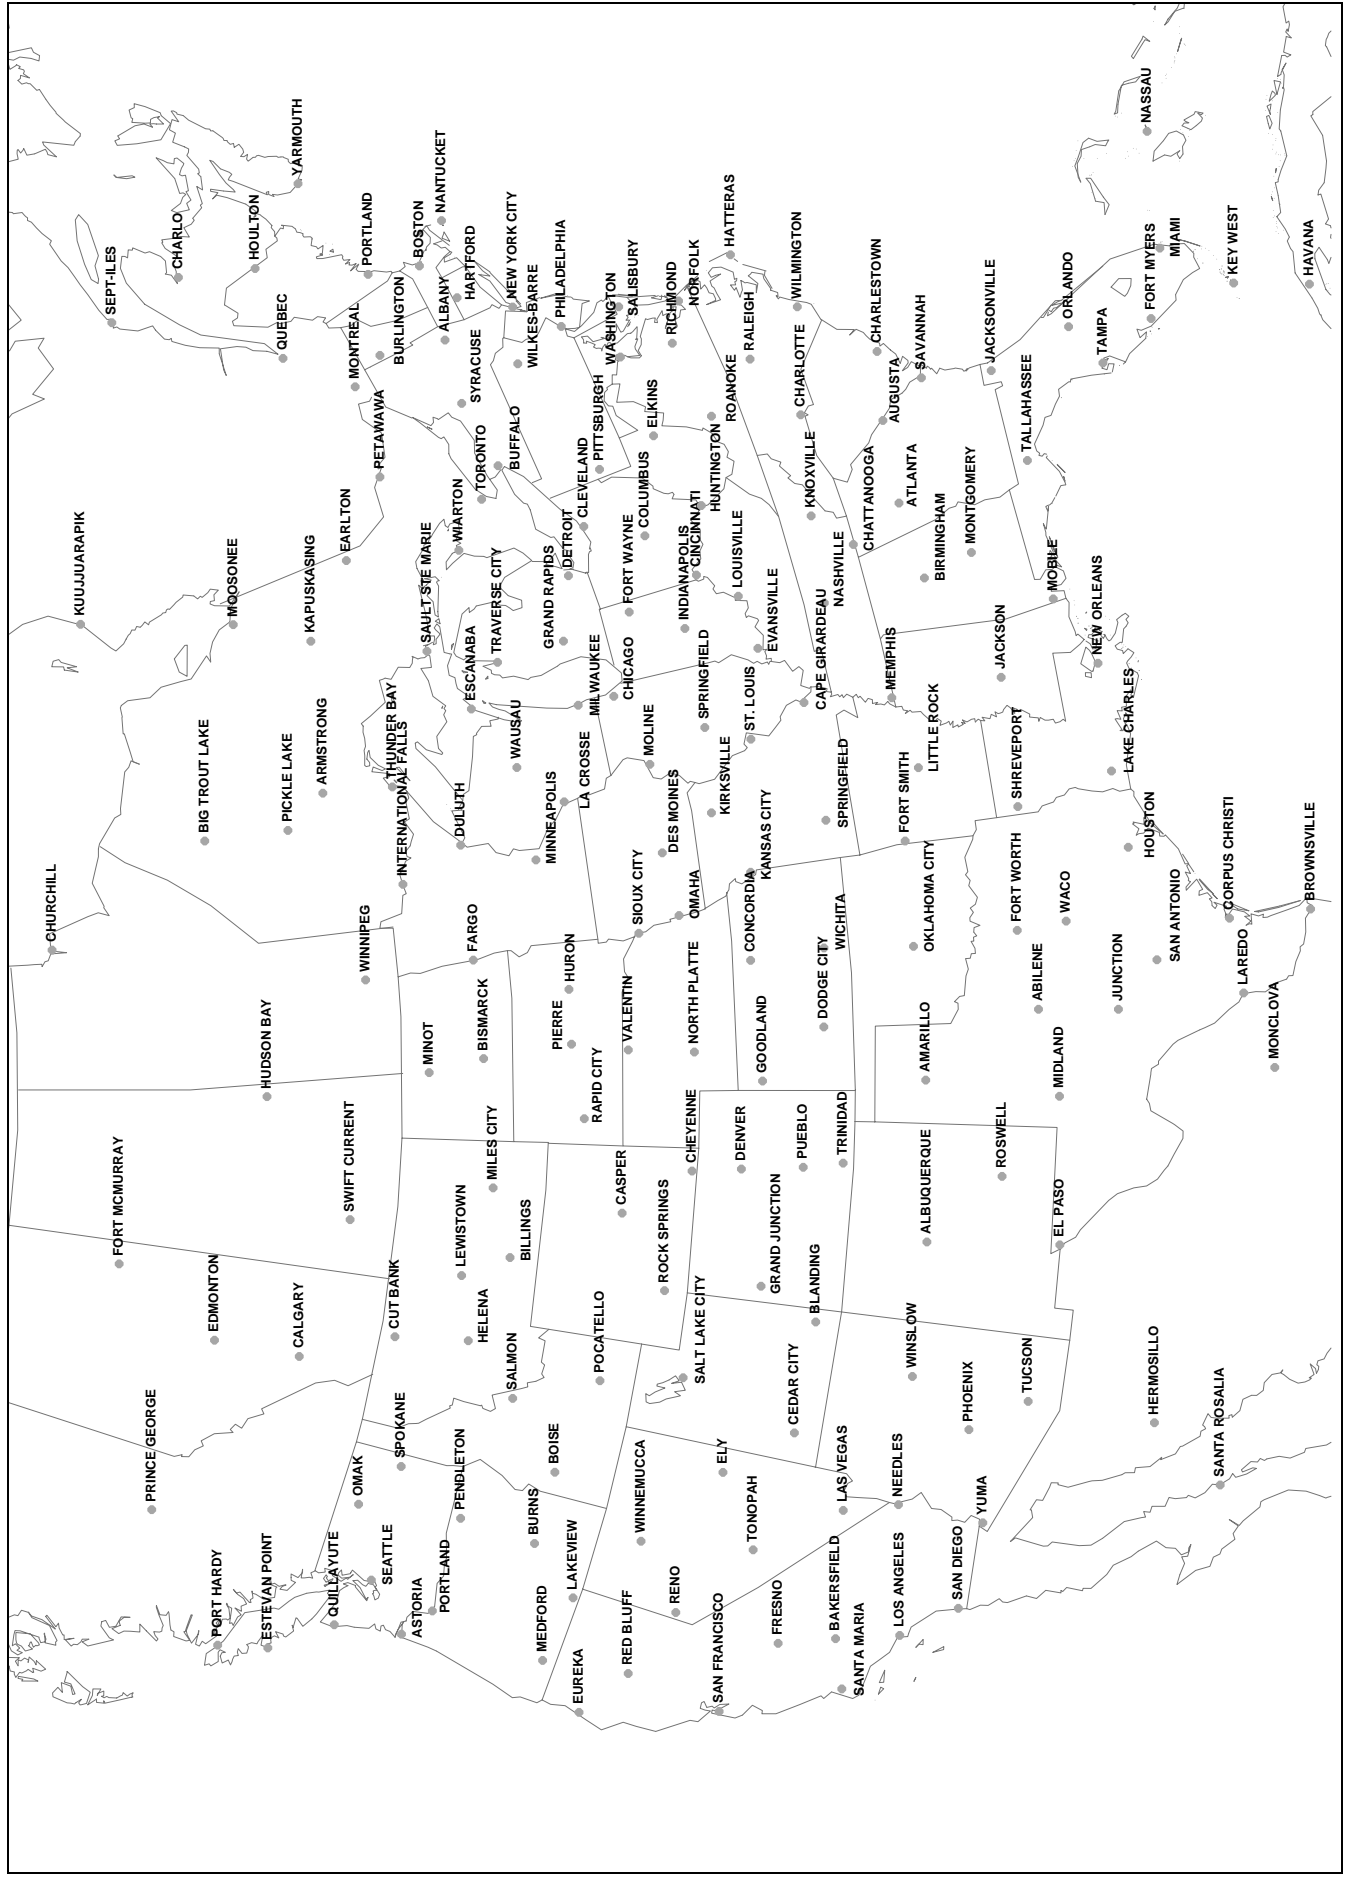 CHURCHILL
KUUJJUARAPIK
SEPT-ILES
FORT MCMURRAY
PRINCE GEORGE
CHARLO
BIG TROUT LAKE
EDMONTON
PORT HARDY
MOOSONEE
HOULTON
HUDSON BAY
ESTEVAN POINT
QUEBEC
PICKLE LAKE
CALGARY
YARMOUTH
KAPUSKASING
ARMSTRONG
QUILLAYUTE
EARLTON
SWIFT CURRENT
MONTREAL
OMAK
PORTLAND
WINNIPEG
SEATTLE
PETAWAWA
BURLINGTON
THUNDER BAY
CUT BANK
INTERNATIONAL FALLS
SPOKANE
ASTORIA
BOSTON
SAULT STE MARIE
MINOT
NANTUCKET
ALBANY
PORTLAND
HARTFORD
WIARTON
DULUTH
LEWISTOWN
PENDLETON
SYRACUSE
ESCANABA
FARGO
HELENA
TORONTO
BISMARCK
MILES CITY
TRAVERSE CITY
NEW YORK CITY
BUFFALO
WAUSAU
BILLINGS
SALMON
WILKES-BARRE
MINNEAPOLIS
BURNS
GRAND RAPIDS
BOISE
MEDFORD
PHILADELPHIA
DETROIT
LA CROSSE
PIERRE
HURON
LAKEVIEW
EUREKA
CLEVELAND
MILWAUKEE
RAPID CITY
PITTSBURGH
POCATELLO
WASHINGTON
SALISBURY
CHICAGO
FORT WAYNE
CASPER
VALENTIN
RED BLUFF
SIOUX CITY
COLUMBUS
MOLINE
WINNEMUCCA
ELKINS
ROCK SPRINGS
DES MOINES
RICHMOND
RENO
NORFOLK
INDIANAPOLIS
CINCINNATI
OMAHA
NORTH PLATTE
CHEYENNE
SALT LAKE CITY
HUNTINGTON
SPRINGFIELD
KIRKSVILLE
SAN FRANCISCO
ELY
HATTERAS
ROANOKE
LOUISVILLE
DENVER
RALEIGH
ST. LOUIS
CONCORDIA
KANSAS CITY
TONOPAH
EVANSVILLE
GOODLAND
GRAND JUNCTION
FRESNO
WILMINGTON
CHARLOTTE
PUEBLO
CEDAR CITY
KNOXVILLE
CAPE GIRARDEAU
BLANDING
NASHVILLE
SPRINGFIELD
DODGE CITY
WICHITA
TRINIDAD
LAS VEGAS
BAKERSFIELD
SANTA MARIA
CHATTANOOGA
CHARLESTOWN
AUGUSTA
MEMPHIS
FORT SMITH
NEEDLES
LOS ANGELES
SAVANNAH
ATLANTA
LITTLE ROCK
OKLAHOMA CITY
AMARILLO
ALBUQUERQUE
WINSLOW
BIRMINGHAM
MONTGOMERY
PHOENIX
SAN DIEGO
YUMA
JACKSONVILLE
JACKSON
ROSWELL
TALLAHASSEE
SHREVEPORT
FORT WORTH
TUCSON
ABILENE
ORLANDO
MOBILE
WACO
MIDLAND
EL PASO
TAMPA
NEW ORLEANS
JUNCTION
LAKE CHARLES
NASSAU
FORT MYERS
MIAMI
HOUSTON
SAN ANTONIO
HERMOSILLO
KEY WEST
CORPUS CHRISTI
LAREDO
SANTA ROSALIA
MONCLOVA
HAVANA
BROWNSVILLE